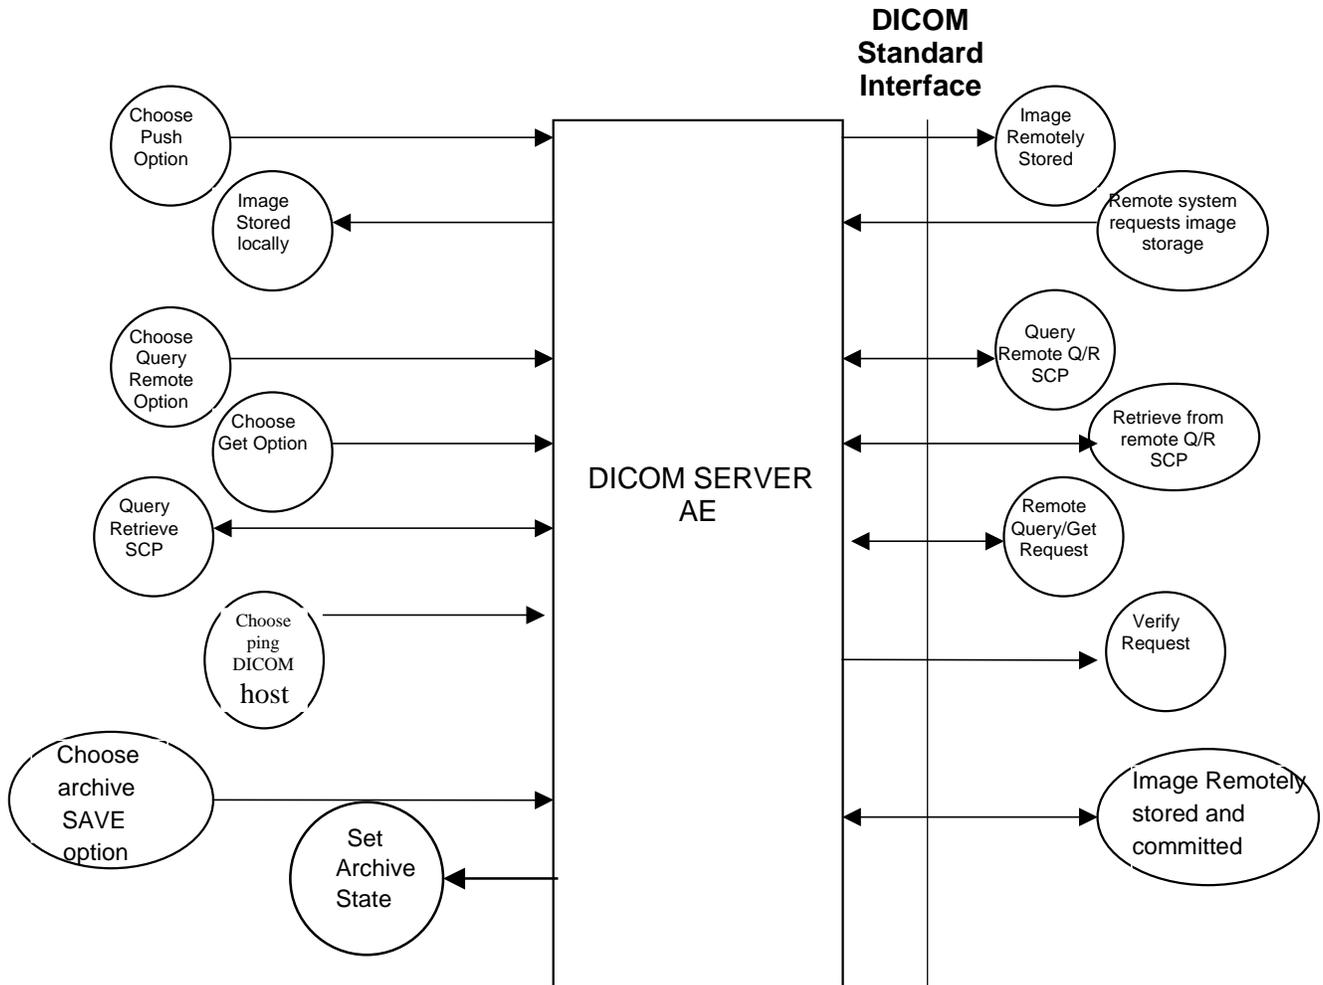 DICOM
Standard
Interface
Choose
Push
Option
Image
Stored
locally
Choose
Query
Remote
Option
Choose
Get Option
Query
Retrieve
SCP
Choose
ping
DICOM
host
Choose
archive
SAVE
option
Set
Archive
State
DICOM SERVER
AE
Image
Remotely
Stored
Remote system
requests image
storage
Query
Remote Q/R
SCP
Retrieve from
remote Q/R
SCP
Remote
Query/Get
Request
Verify
Request
Image Remotely
stored and
committed